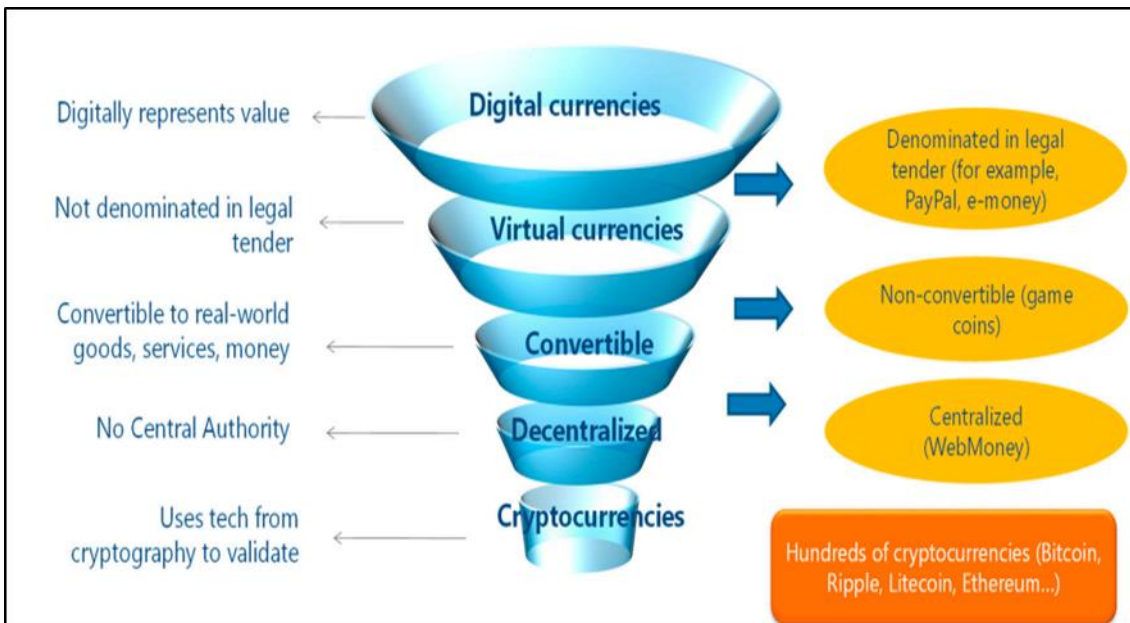 Digitally represents value
Digital currencies
Denominated in legal
tender (for example,
PayPal, e-money)
Not denominated in legal
tender
Virtual currencies
Convertible to real-world
goods, services, money
Convertible
Non-convertible (game
coins)
No Central Authority
Decentralized
Centralized
(WebMoney)
Uses tech from
cryptography to validate
Cryptocurrencies
Hundreds of cryptocurrencies (Bitcoin,
Ripple, Litecoin, Ethereum...)